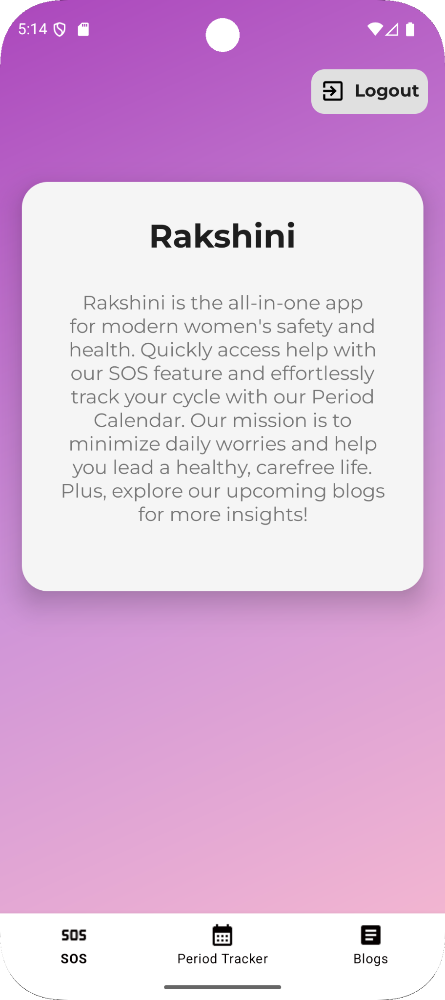 5:14
Logout
Rakshini
Rakshini is the all-in-one app
for modern women's safety and
health. Quickly access help with
our SOS feature and effortlessly
track your cycle with our Period
Calendar. Our mission is to
minimize daily worries and help
you lead a healthy, carefree life.
Plus, explore our upcoming blogs
for more insights!
SOS
SOS
Period Tracker
Blogs